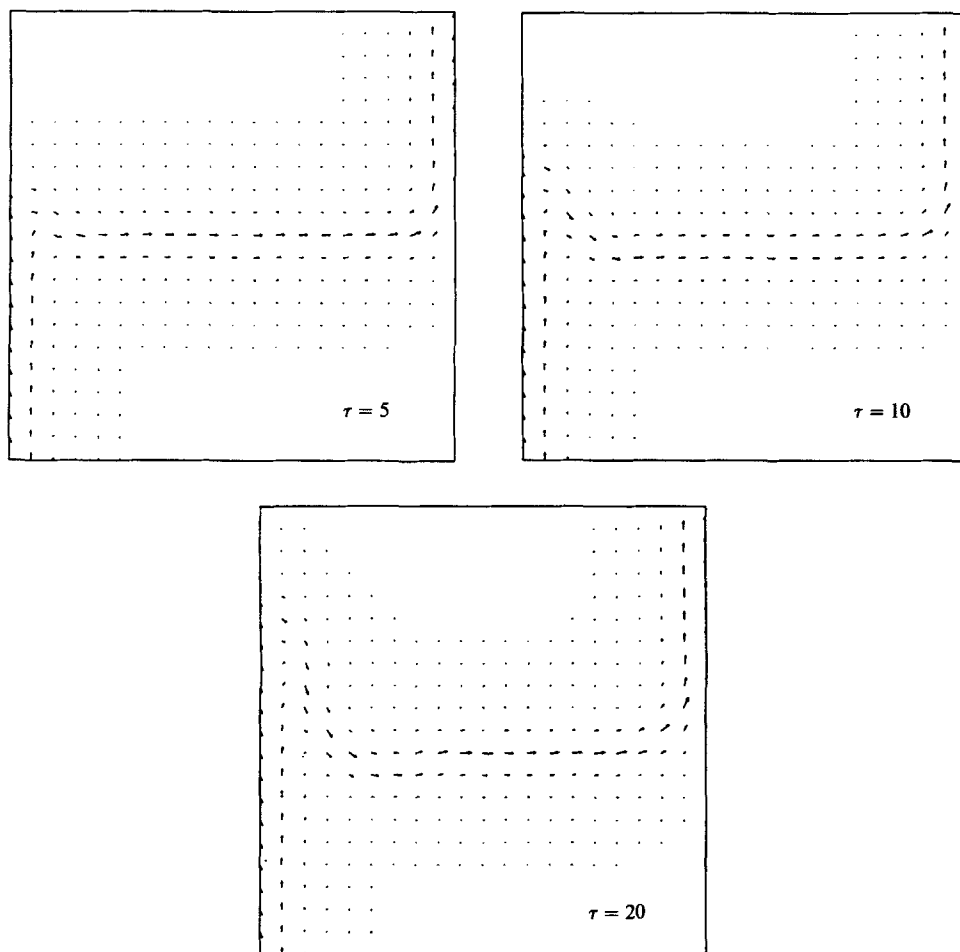 τ = 5
τ = 10
τ = 20